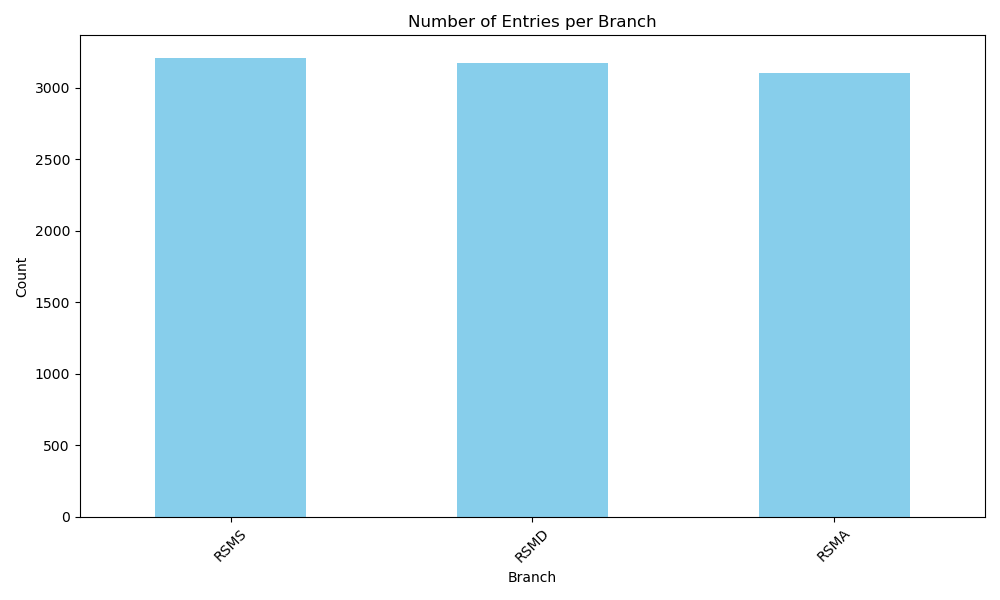 Number of Entries per Branch
3000
2500
2000
1500
1000
500
0
Count
RSMS
RSMD
RSMA
Branch